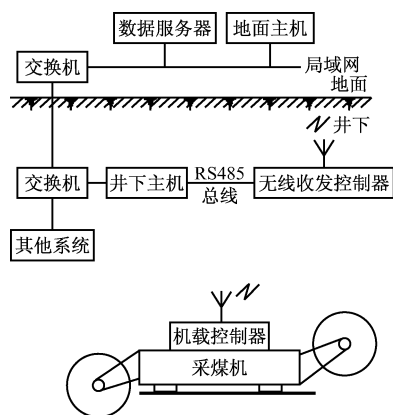 数据服务器
地面主机
交换机
局域网
地面
井下
交换机
井下主机
RS485
总线
无线收发控制器
其他系统
机载控制器
采煤机